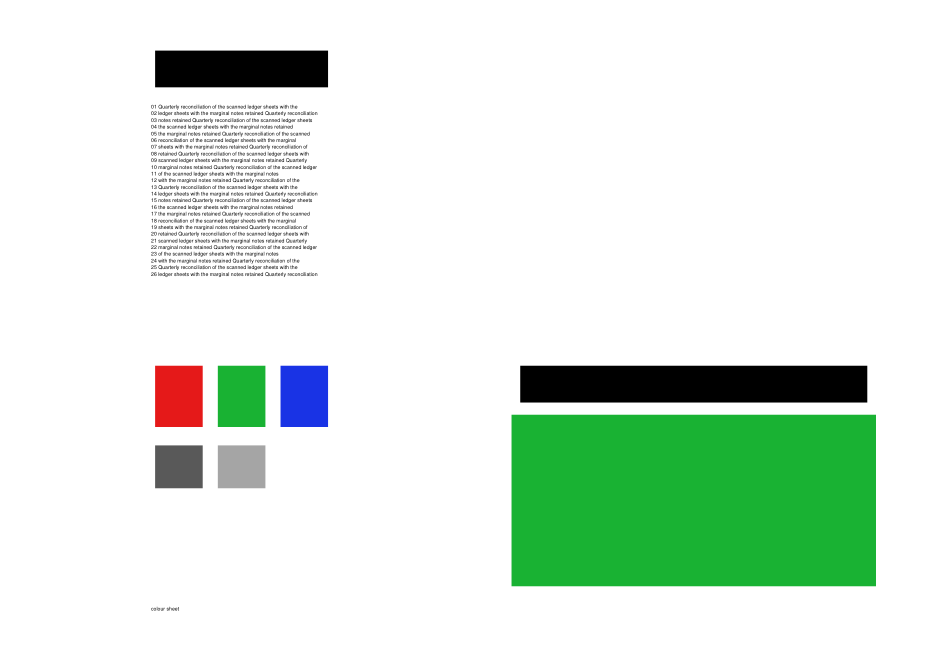 01 Quarterly reconciliation of the scanned ledger sheets with the
02 ledger sheets with the marginal notes retained Quarterly reconciliation
03 notes retained Quarterly reconciliation of the scanned ledger sheets
04 the scanned ledger sheets with the marginal notes retained
05 the marginal notes retained Quarterly reconciliation of the scanned
06 reconciliation of the scanned ledger sheets with the marginal
07 sheets with the marginal notes retained Quarterly reconciliation of
08 retained Quarterly reconciliation of the scanned ledger sheets with
09 scanned ledger sheets with the marginal notes retained Quarterly
10 marginal notes retained Quarterly reconciliation of the scanned ledger
11 of the scanned ledger sheets with the marginal notes
12 with the marginal notes retained Quarterly reconciliation of the
13 Quarterly reconciliation of the scanned ledger sheets with the
14 ledger sheets with the marginal notes retained Quarterly reconciliation
15 notes retained Quarterly reconciliation of the scanned ledger sheets
16 the scanned ledger sheets with the marginal notes retained
17 the marginal notes retained Quarterly reconciliation of the scanned
18 reconciliation of the scanned ledger sheets with the marginal
19 sheets with the marginal notes retained Quarterly reconciliation of
20 retained Quarterly reconciliation of the scanned ledger sheets with
21 scanned ledger sheets with the marginal notes retained Quarterly
22 marginal notes retained Quarterly reconciliation of the scanned ledger
23 of the scanned ledger sheets with the marginal notes
24 with the marginal notes retained Quarterly reconciliation of the
25 Quarterly reconciliation of the scanned ledger sheets with the
26 ledger sheets with the marginal notes retained Quarterly reconciliation
colour sheet